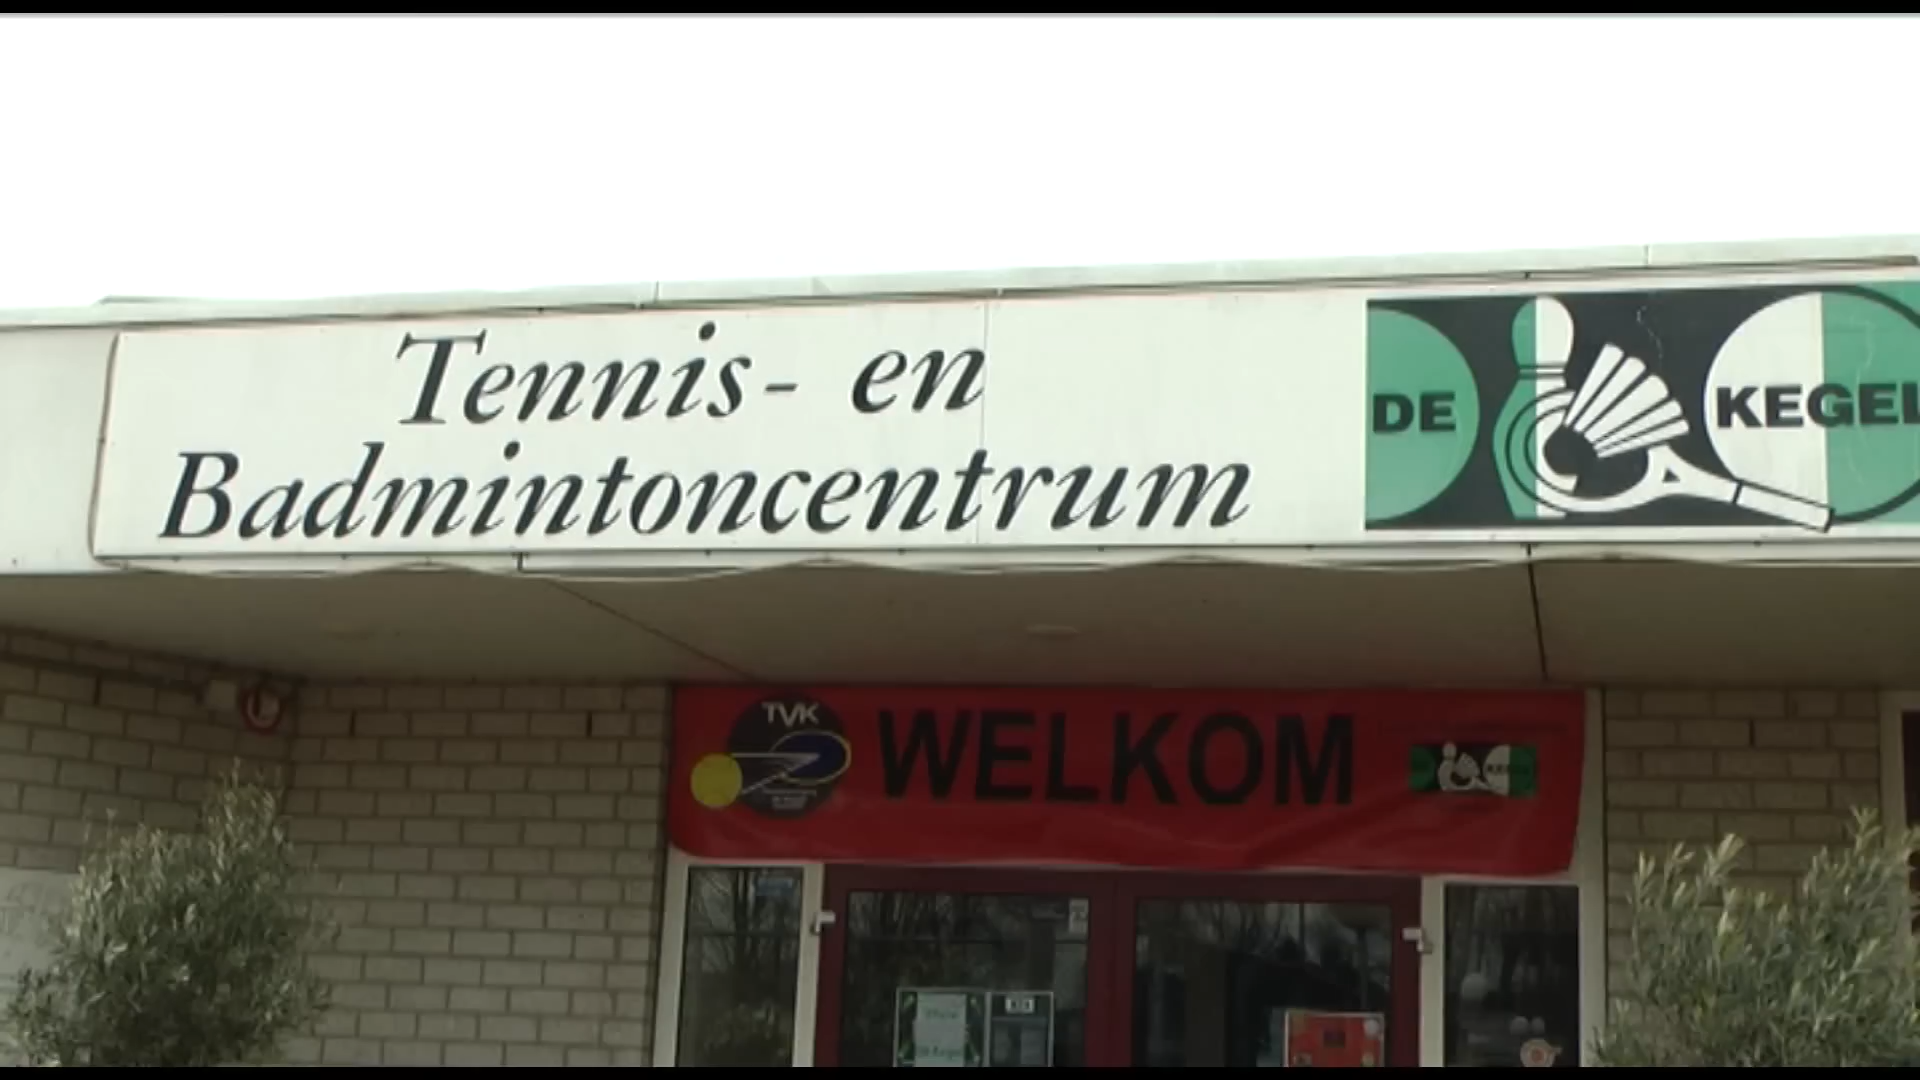 Tennis- en
Badmintoncentrum
DE KEGEL
TVK
WELKOM